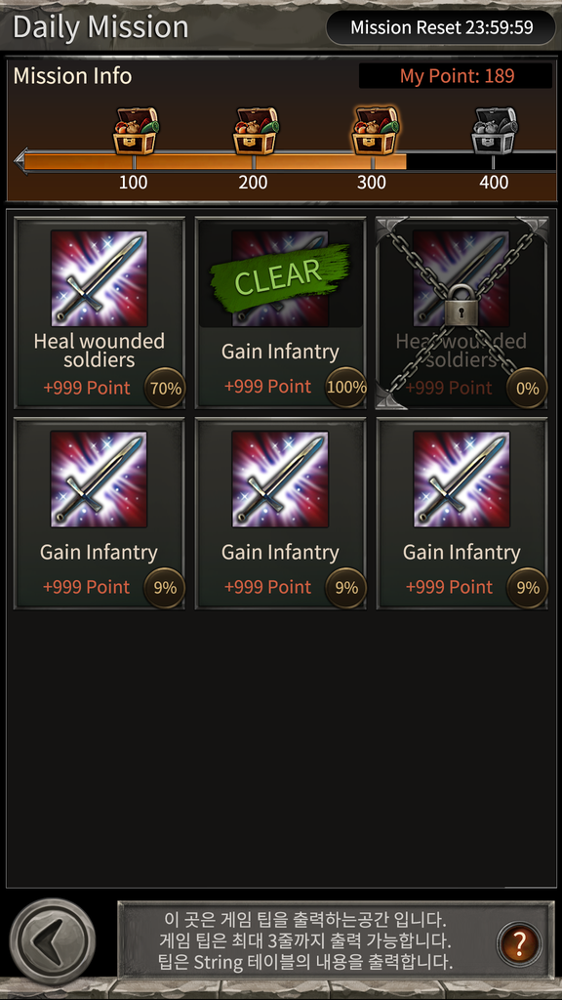 Daily Mission
Mission Reset 23:59:59
Mission Info
My Point: 189
100
200
300
400
Heal wounded
soldiers
+999 Point
70%
CLEAR
Gain Infantry
+999 Point
100%
Heal wounded
soldiers
+999 Point
0%
Gain Infantry
+999 Point
9%
Gain Infantry
+999 Point
9%
Gain Infantry
+999 Point
9%
이 곳은 게임 팁을 출력하는공간 입니다.
게임 팁은 최대 3줄까지 출력 가능합니다.
팁은 String 테이블의 내용을 출력합니다.
?